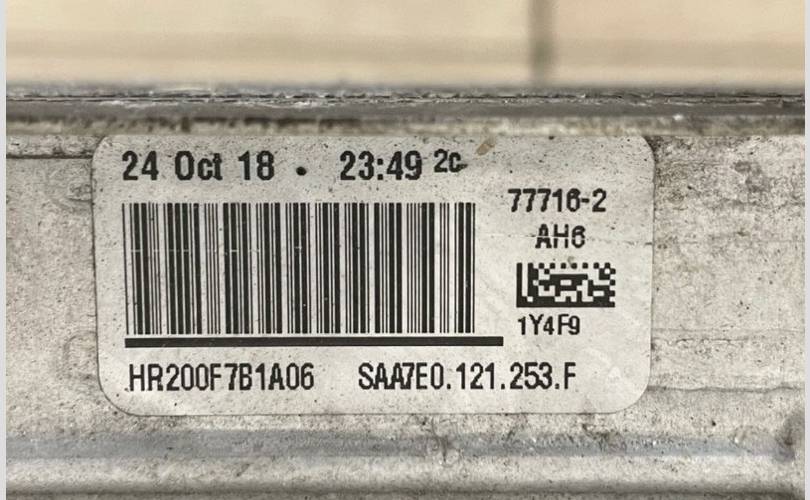 24 Oct 18 • 23:49 2c
77716-2
AH6
1Y4F9
HR200F7B1A06 SAA7E0.121.253.F